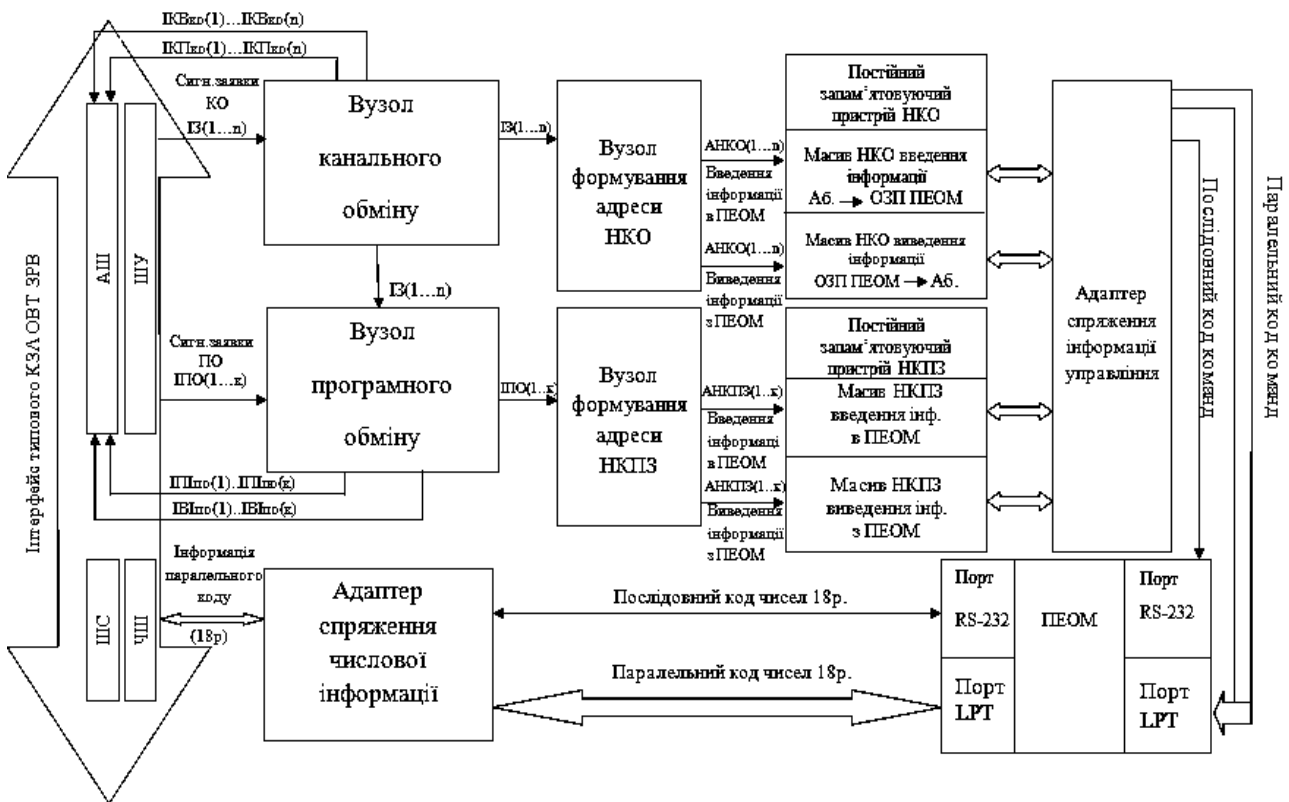 ІКВко(1)…ІКВко(n)
ІКПко(1)…ІКПко(n)
Сигн.заявки
КО
ІЗ(1…n)
Вузол
канального
обміну
ІЗ(1…n)
Вузол
формування
адреси
НКО
АНКО(1…n)
Введення
інформації
в ПЕОМ
АНКО(1…n)
Виведення
інформації
з ПЕОМ
Постійний
запам’ятовуючий
пристрій НКО
Масив НКО введення
інформації
Аб. ОЗП ПЕОМ
Масив НКО виведення
інформації
ОЗП ПЕОМ Аб.
Адаптер
спряження
інформації
управління
Послідовний код команд
Паралельний код команд
Інтерфейс типового КЗА ОВТ ЗРВ
АШ
ШУ
ІЗ(1…n)
Сигн.заявки
ПО
ІПО(1…к)
Вузол
програмного
обміну
ІПО(1…к)
Вузол
формування
адреси
НКПЗ
АНКПЗ(1…к)
Введення
інформаці
в ПЕОМ
АНКПЗ(1…к)
Виведення
інформації
з ПЕОМ
Постійний
запам’ятовуючий
пристрій НКПЗ
Масив НКПЗ
введення інф.
в ПЕОМ
Масив НКПЗ
виведення інф.
з ПЕОМ
ІПІпо(1)…ІПІпо(к)
ІВІпо(1)…ІВІпо(к)
ШС
ЧШ
Інформація
паралельного
коду
(18р)
Адаптер
спряження
числової
інформації
Послідовний код чисел 18р.
Паралельний код чисел 18р.
Порт
RS-232
ПЕОМ
Порт
RS-232
Порт
LPT
Порт
LPT